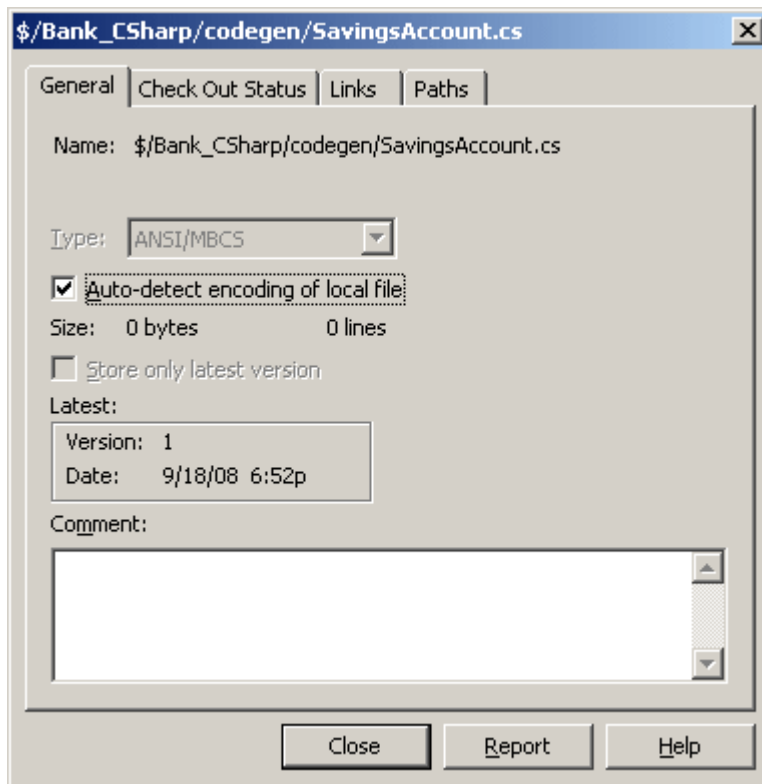 $/Bank_CSharp/codegen/SavingsAccount.cs
General Check Out Status Links Paths
Name: $/Bank_CSharp/codegen/SavingsAccount.cs
Type: ANSI/MBCS
Auto-detect encoding of local file
Size: 0 bytes 0 lines
Store only latest version
Latest:
Version: 1
Date: 9/18/08 6:52p
Comment:
Close Report Help